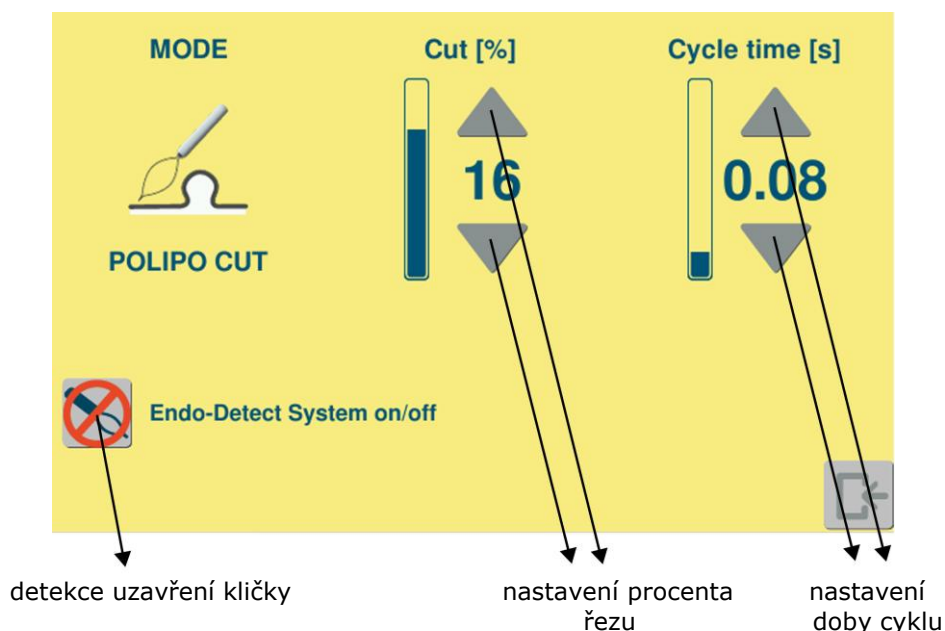 MODE
Cut [%]
Cycle time [s]
16
0.08
POLIPO CUT
Endo-Detect System on/off
detekce uzavření kličky
nastavení procenta
řezu
nastavení
doby cyklu